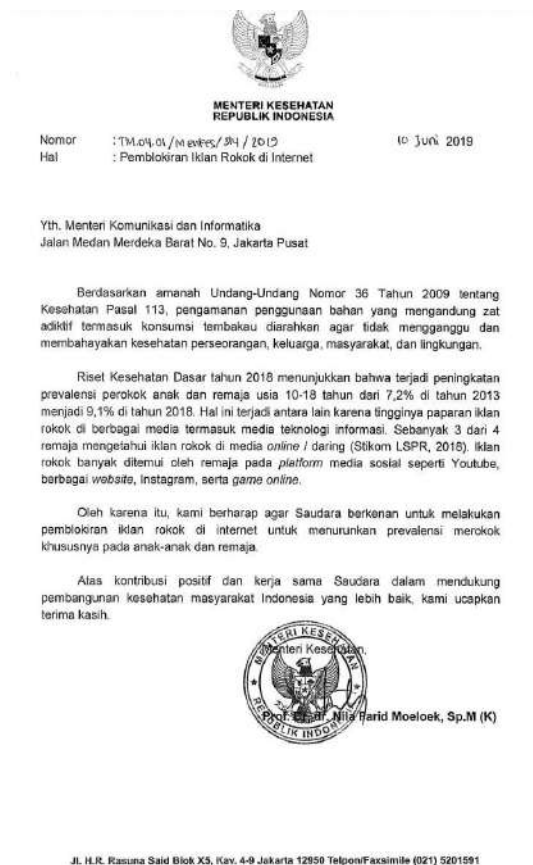 MENTERI KESEHATAN
REPUBLIK INDONESIA
Nomor : TM.04.01/Menkes/314/2019 10 Juni 2019
Hal : Pemblokiran Iklan Rokok di Internet
Yth. Menteri Komunikasi dan Informatika
Jalan Medan Merdeka Barat No. 9, Jakarta Pusat
Berdasarkan amanah Undang-Undang Nomor 36 Tahun 2009 tentang
Kesehatan Pasal 113, pengamanan penggunaan bahan yang mengandung zat
adiktif termasuk konsumsi tembakau diarahkan agar tidak mengganggu dan
membahayakan kesehatan perseorangan, keluarga, masyarakat, dan lingkungan.
Riset Kesehatan Dasar tahun 2018 menunjukkan bahwa terjadi peningkatan
prevalensi perokok anak dan remaja usia 10-18 tahun dari 7,2% di tahun 2013
menjadi 9,1% di tahun 2018. Hal ini terjadi antara lain karena tingginya paparan iklan
rokok di berbagai media termasuk media teknologi informasi. Sebanyak 3 dari 4
remaja mengetahui iklan rokok di media online / daring (Stikom LSPR, 2018). Iklan
rokok banyak ditemui oleh remaja pada platform media sosial seperti Youtube,
berbagai website, Instagram, serta game online.
Oleh karena itu, kami berharap agar Saudara berkenan untuk melakukan
pemblokiran iklan rokok di internet untuk menurunkan prevalensi merokok
khususnya pada anak-anak dan remaja.
Atas kontribusi positif dan kerja sama Saudara dalam mendukung
pembangunan kesehatan masyarakat Indonesia yang lebih baik, kami ucapkan
terima kasih.
Menteri Kesehatan,
MENTERI KESEHATAN
REPUBLIK INDONESIA
Prof. Dr. dr. Nila Farid Moeloek, Sp.M (K)
Jl. H.R. Rasuna Said Blok X5, Kav. 4-9 Jakarta 12950 Telpon/Faximile (021) 5201591